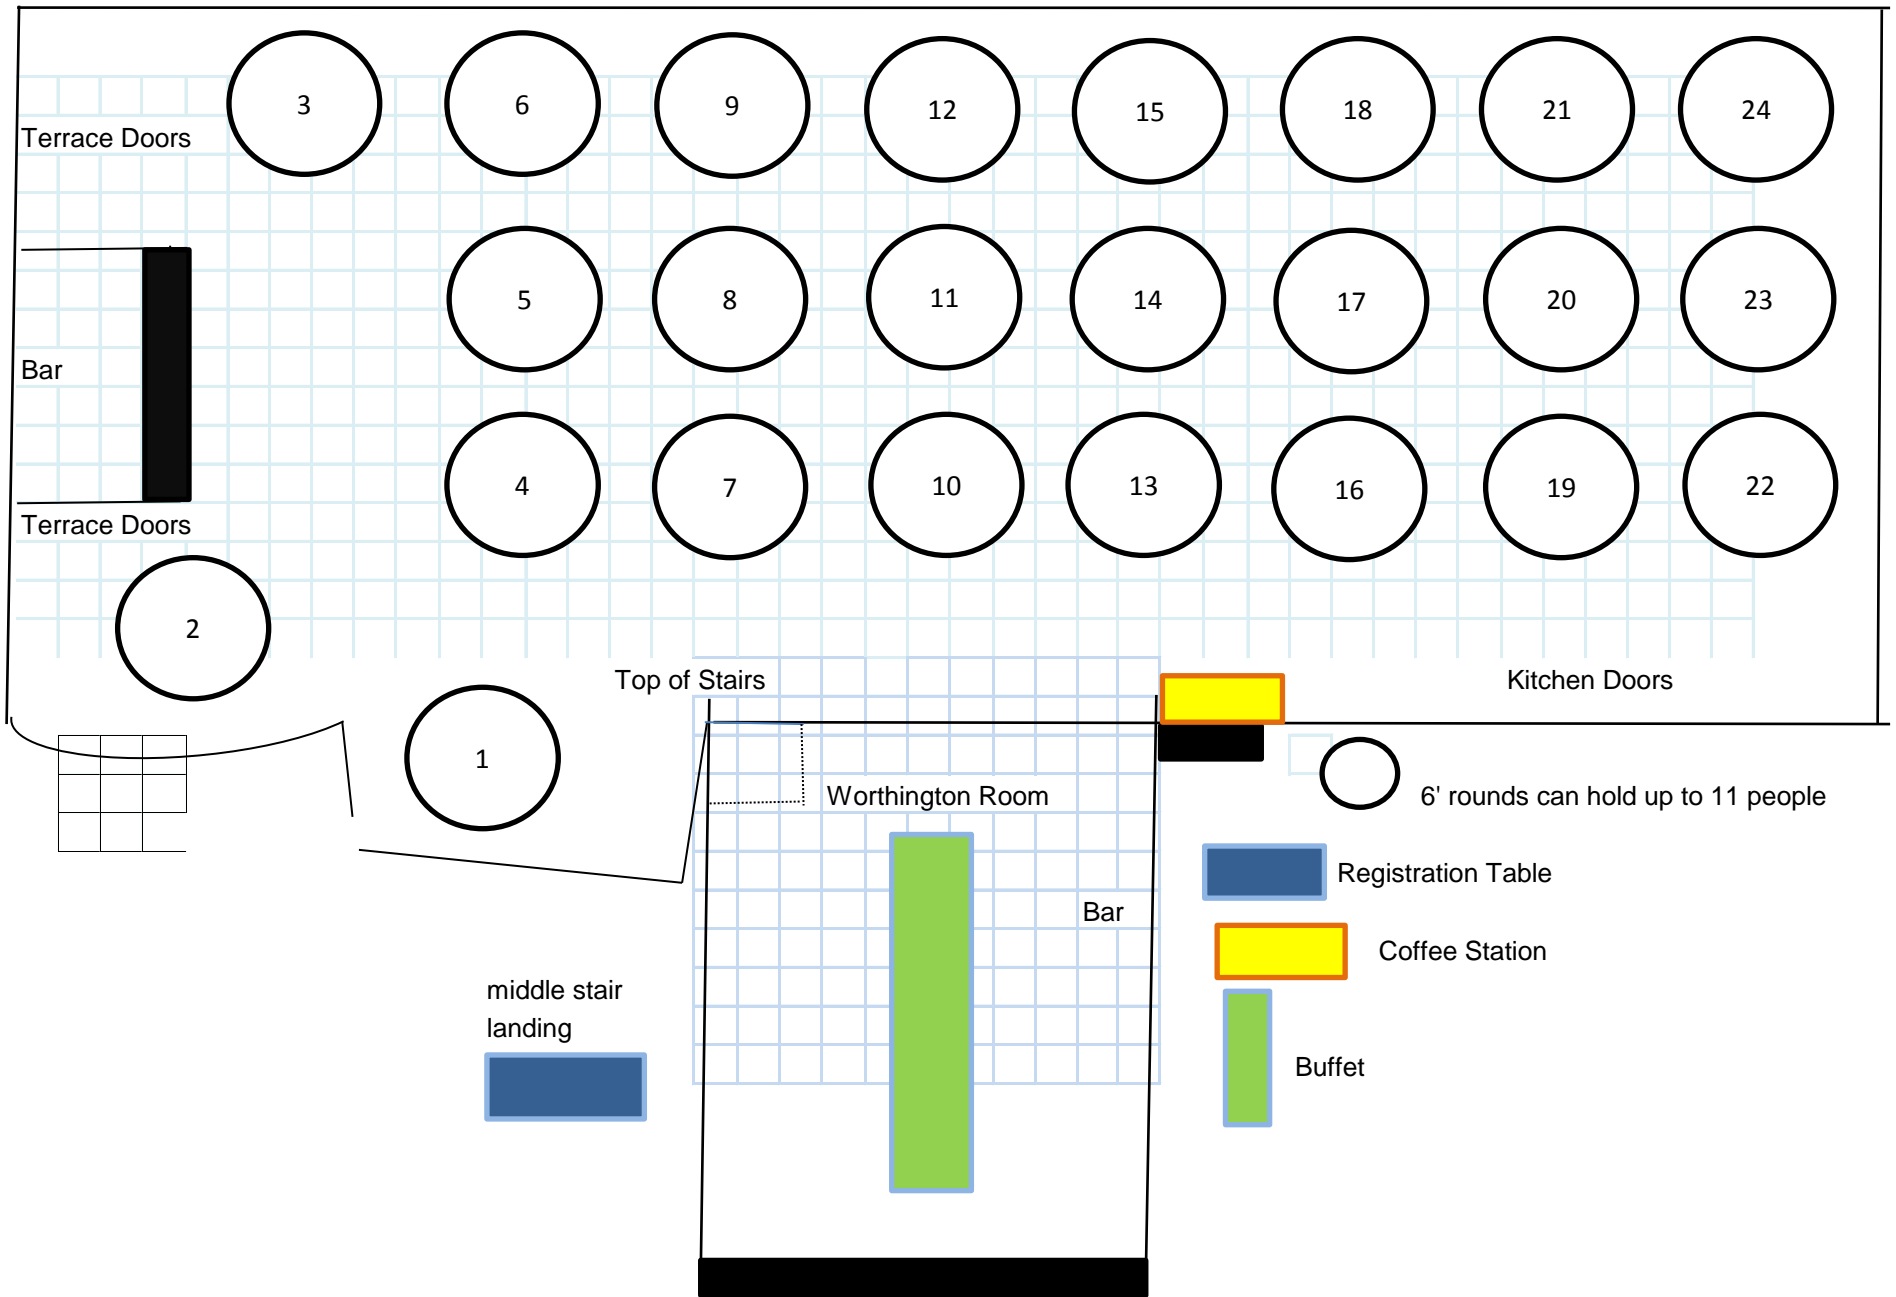 3 6 9 12 15 18 21 24
Terrace Doors
5 8 11 14 17 20 23
Bar
4 7 10 13 16 19 22
Terrace Doors
2
Top of Stairs
Kitchen Doors
1
Worthington Room
6' rounds can hold up to 11 people
Registration Table
Bar
Coffee Station
middle stair
landing
Buffet